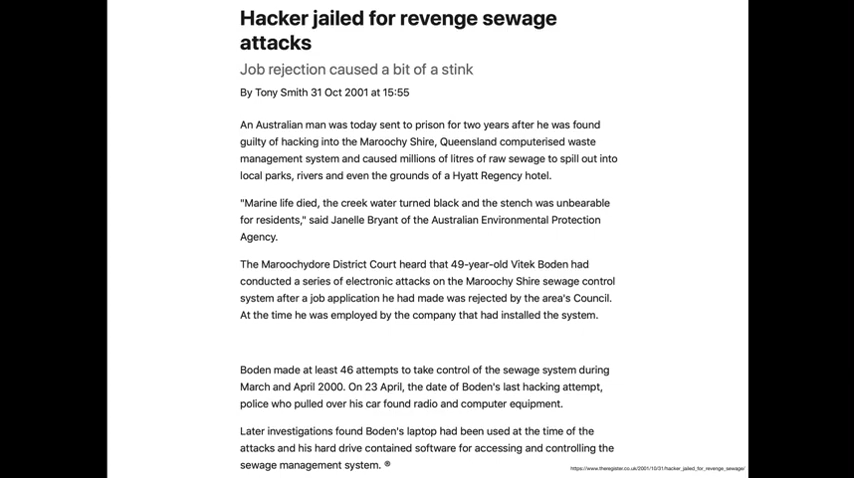 Hacker jailed for revenge sewage
attacks
Job rejection caused a bit of a stink
By Tony Smith 31 Oct 2001 at 15:55
An Australian man was today sent to prison for two years after he was found
guilty of hacking into the Maroochy Shire, Queensland computerised waste
management system and caused millions of litres of raw sewage to spill out into
local parks, rivers and even the grounds of a Hyatt Regency hotel.
"Marine life died, the creek water turned black and the stench was unbearable
for residents," said Janelle Bryant of the Australian Environmental Protection
Agency.
The Maroochydore District Court heard that 49-year-old Vitek Boden had
conducted a series of electronic attacks on the Maroochy Shire sewage control
system after a job application he had made was rejected by the area's Council.
At the time he was employed by the company that had installed the system.
Boden made at least 46 attempts to take control of the sewage system during
March and April 2000. On 23 April, the date of Boden's last hacking attempt,
police who pulled over his car found radio and computer equipment.
Later investigations found Boden's laptop had been used at the time of the
attacks and his hard drive contained software for accessing and controlling the
sewage management system. ®
https://www.theregister.co.uk/2001/10/31/hacker_jailed_for_revenge_sewage/